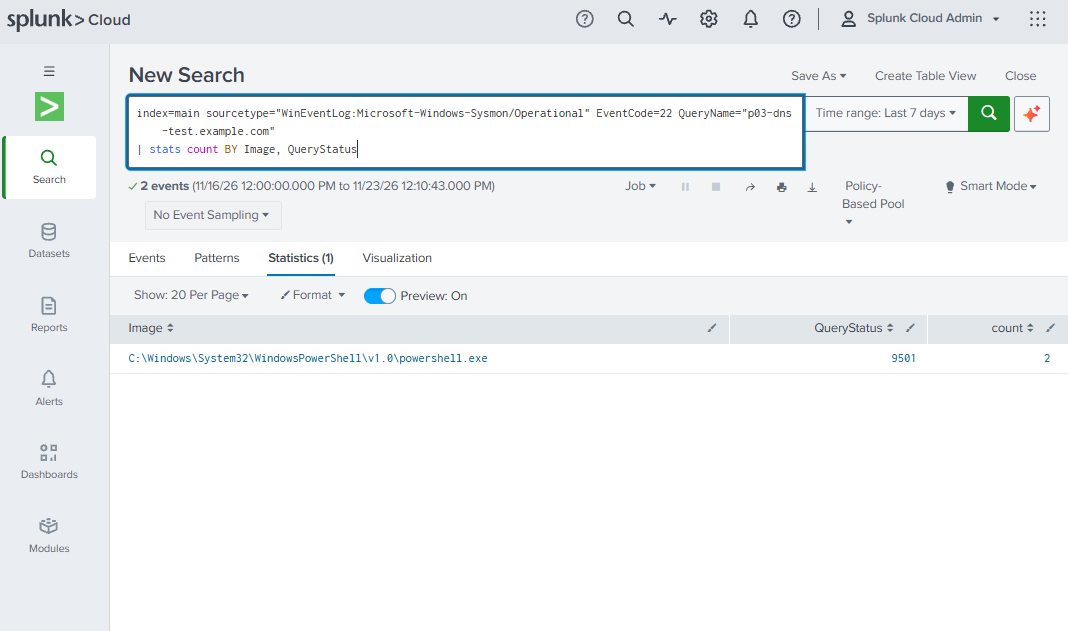 splunk> Cloud
Splunk Cloud Admin
New Search
Save As
Create Table View
Close
index=main sourcetype="WinEventLog:Microsoft-Windows-Sysmon/Operational" EventCode=22 QueryName="p03-dns
-test.example.com"
| stats count BY Image, QueryStatus
Time range: Last 7 days
2 events (11/16/26 12:00:00.000 PM to 11/23/26 12:10:43.000 PM)
Job
Policy-
Based Pool
Smart Mode
No Event Sampling
Search
Datasets
Reports
Alerts
Dashboards
Modules
Events
Patterns
Statistics (1)
Visualization
Show: 20 Per Page
Format
Preview: On
Image
QueryStatus
count
C:\Windows\System32\WindowsPowerShell\v1.0\powershell.exe
9501
2